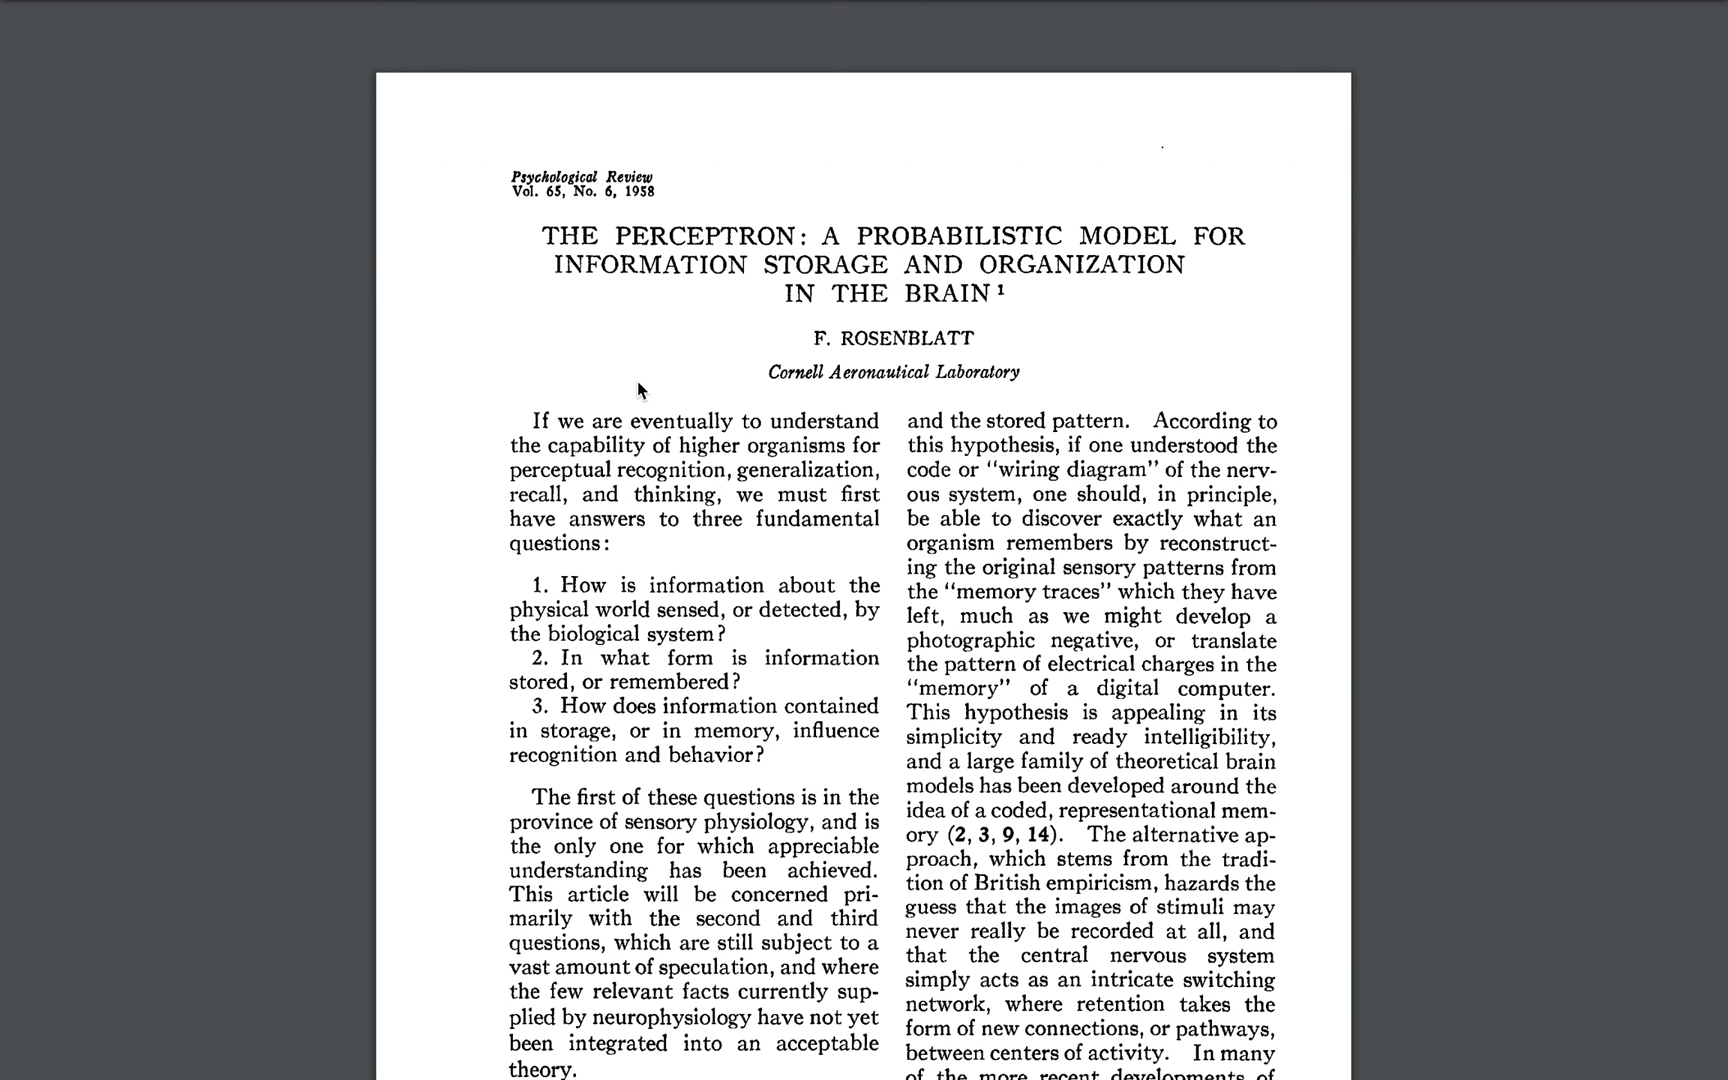 Psychological Review
Vol. 65, No. 6, 1958
THE PERCEPTRON: A PROBABILISTIC MODEL FOR
INFORMATION STORAGE AND ORGANIZATION
IN THE BRAIN ¹
F. ROSENBLATT
Cornell Aeronautical Laboratory
If we are eventually to understand
the capability of higher organisms for
perceptual recognition, generalization,
recall, and thinking, we must first
have answers to three fundamental
questions:
1. How is information about the
physical world sensed, or detected, by
the biological system?
2. In what form is information
stored, or remembered?
3. How does information contained
in storage, or in memory, influence
recognition and behavior?
The first of these questions is in the
province of sensory physiology, and is
the only one for which appreciable
understanding has been achieved.
This article will be concerned pri-
marily with the second and third
questions, which are still subject to a
vast amount of speculation, and where
the few relevant facts currently sup-
plied by neurophysiology have not yet
been integrated into an acceptable
theory.
and the stored pattern. According to
this hypothesis, if one understood the
code or "wiring diagram" of the nerv-
ous system, one should, in principle,
be able to discover exactly what an
organism remembers by reconstruct-
ing the original sensory patterns from
the "memory traces" which they have
left, much as we might develop a
photographic negative, or translate
the pattern of electrical charges in the
"memory" of a digital computer.
This hypothesis is appealing in its
simplicity and ready intelligibility,
and a large family of theoretical brain
models has been developed around the
idea of a coded, representational mem-
ory (2, 3, 9, 14). The alternative ap-
proach, which stems from the tradi-
tion of British empiricism, hazards the
guess that the images of stimuli may
never really be recorded at all, and
that the central nervous system
simply acts as an intricate switching
network, where retention takes the
form of new connections, or pathways,
between centers of activity. In many
of the more recent developments of